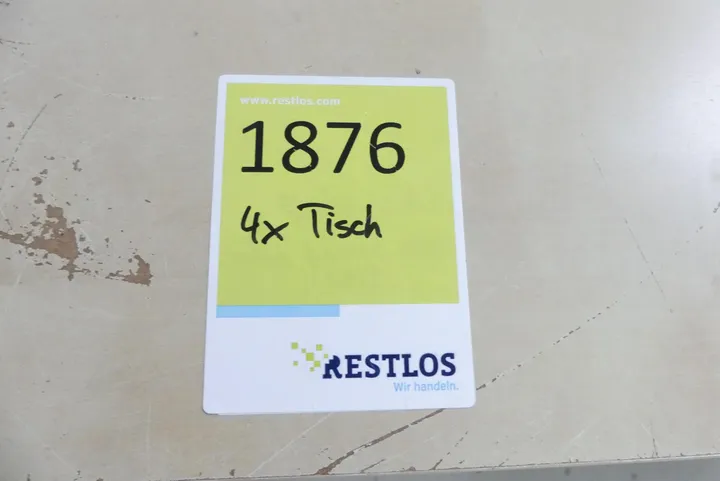 www.restlos.com
1876
4x Tisch
RESTLOS
Wir handeln.